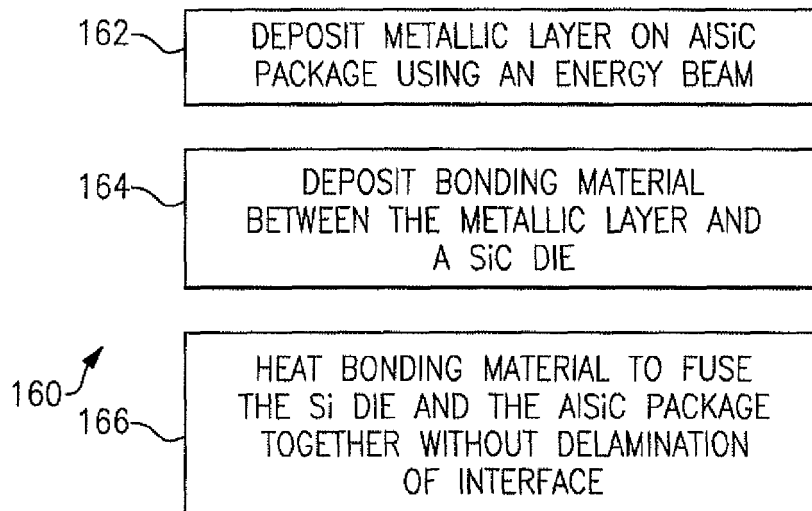 162
DEPOSIT METALLIC LAYER ON AlSiC
PACKAGE USING AN ENERGY BEAM
164
DEPOSIT BONDING MATERIAL
BETWEEN THE METALLIC LAYER AND
A SiC DIE
160
166
HEAT BONDING MATERIAL TO FUSE
THE Si DIE AND THE AlSiC PACKAGE
TOGETHER WITHOUT DELAMINATION
OF INTERFACE